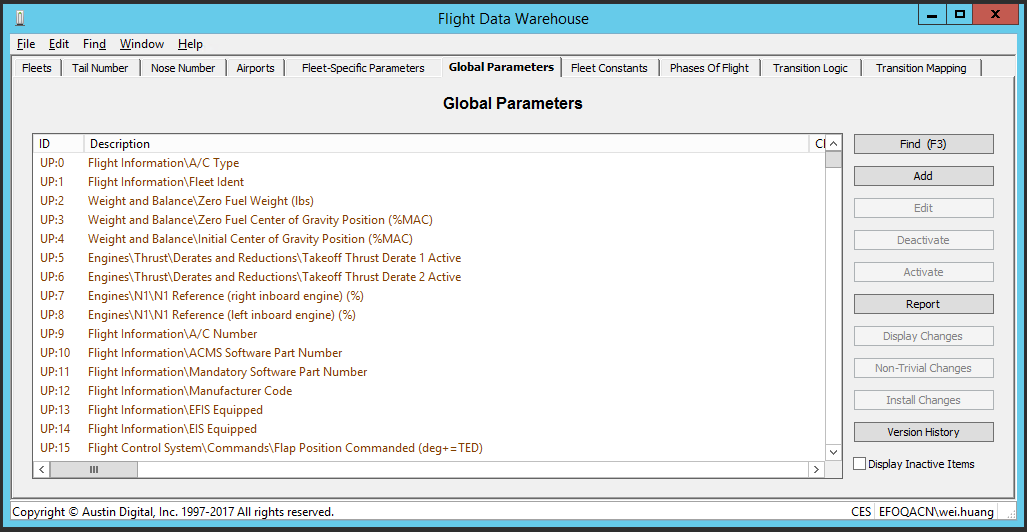 Flight Data Warehouse
File Edit Find Window Help
Fleets Tail Number Nose Number Airports Fleet-Specific Parameters Global Parameters Fleet Constants Phases Of Flight Transition Logic Transition Mapping
Global Parameters
ID Description
UP:0 Flight Information\A/C Type
UP:1 Flight Information\Fleet Ident
UP:2 Weight and Balance\Zero Fuel Weight (lbs)
UP:3 Weight and Balance\Zero Fuel Center of Gravity Position (%MAC)
UP:4 Weight and Balance\Initial Center of Gravity Position (%MAC)
UP:5 Engines\Thrust\Derates and Reductions\Takeoff Thrust Derate 1 Active
UP:6 Engines\Thrust\Derates and Reductions\Takeoff Thrust Derate 2 Active
UP:7 Engines\N1\N1 Reference (right inboard engine) (%)
UP:8 Engines\N1\N1 Reference (left inboard engine) (%)
UP:9 Flight Information\A/C Number
UP:10 Flight Information\ACMS Software Part Number
UP:11 Flight Information\Mandatory Software Part Number
UP:12 Flight Information\Manufacturer Code
UP:13 Flight Information\EFIS Equipped
UP:14 Flight Information\EIS Equipped
UP:15 Flight Control System\Commands\Flap Position Commanded (deg+=TED)
Find (F3)
Add
Edit
Deactivate
Activate
Report
Display Changes
Non-Trivial Changes
Install Changes
Version History
Display Inactive Items
Copyright © Austin Digital, Inc. 1997-2017 All rights reserved. CES EFOQACN\wei.huang